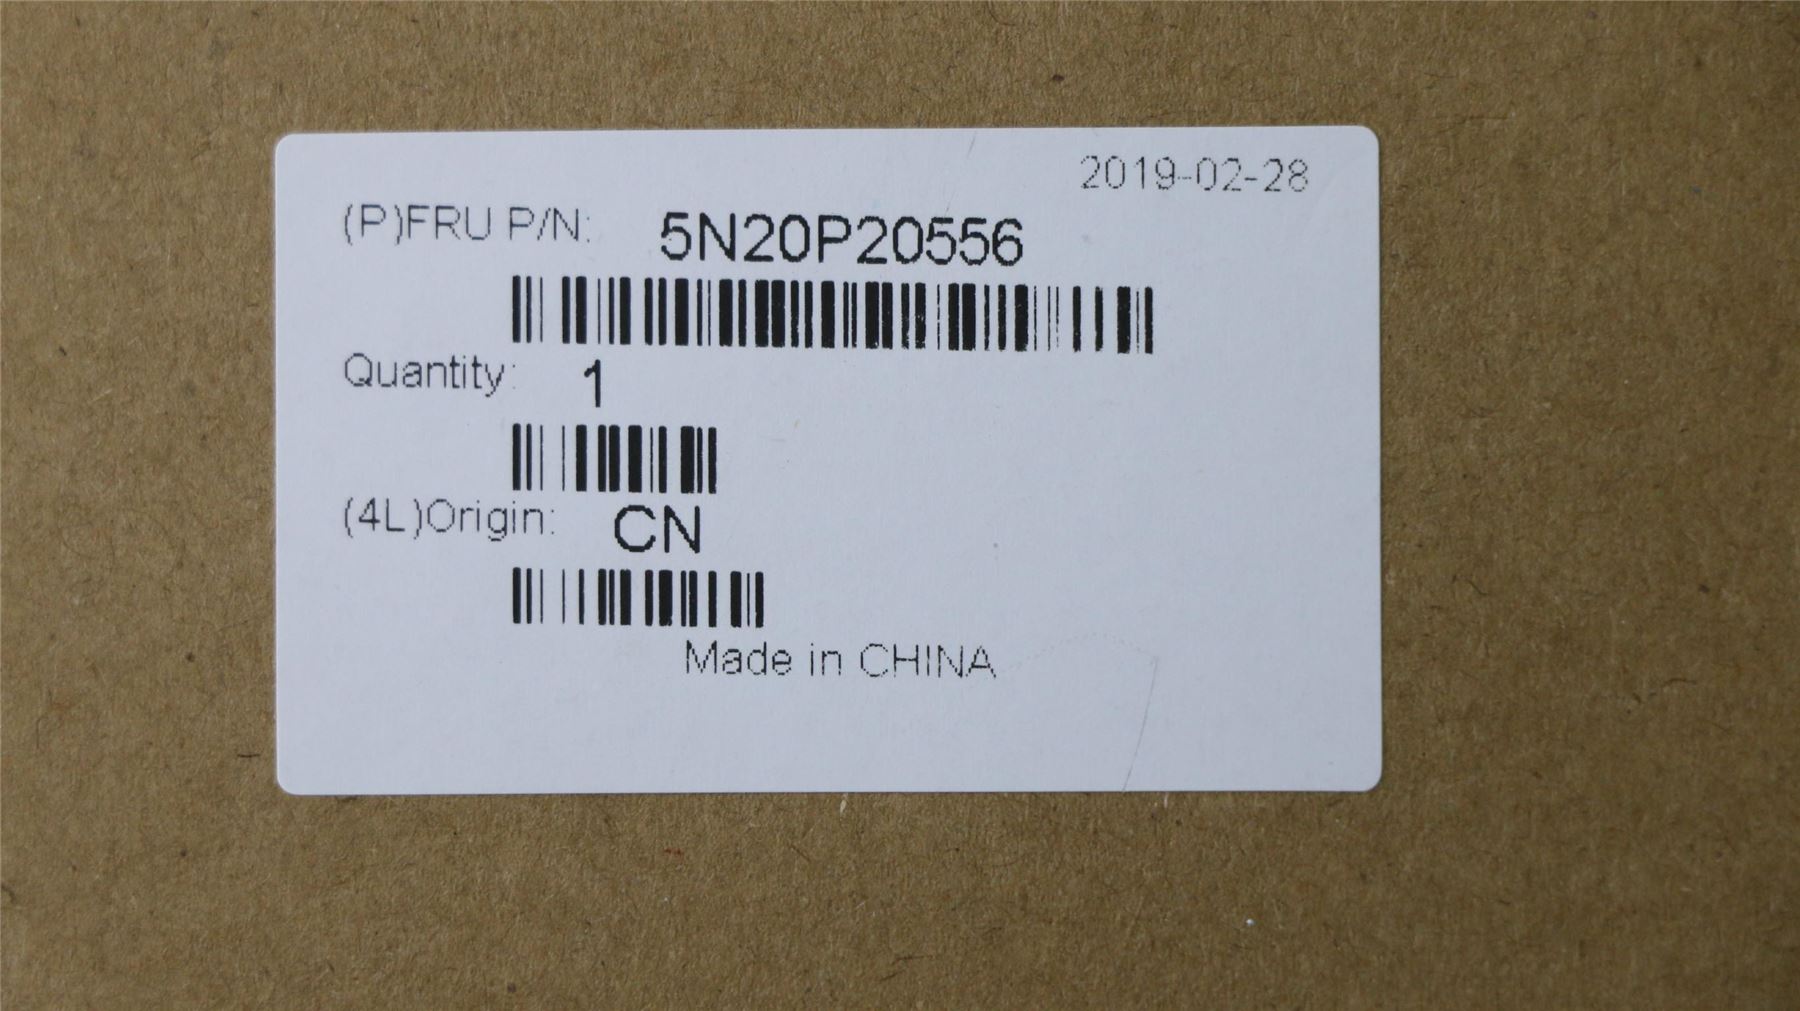 2019-02-28
(P)FRU P/N: 5N20P20556
Quantity: 1
(4L)Origin: CN
Made in CHINA